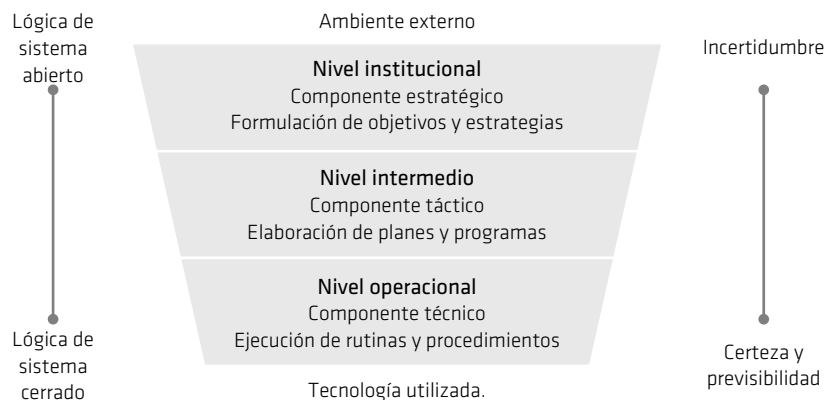 Lógica de
sistema
abierto
Ambiente externo
Incertidumbre
Nivel institucional
Componente estratégico
Formulación de objetivos y estrategias
Nivel intermedio
Componente táctico
Elaboración de planes y programas
Nivel operacional
Componente técnico
Ejecución de rutinas y procedimientos
Lógica de
sistema
cerrado
Certeza y
previsibilidad
Tecnología utilizada.